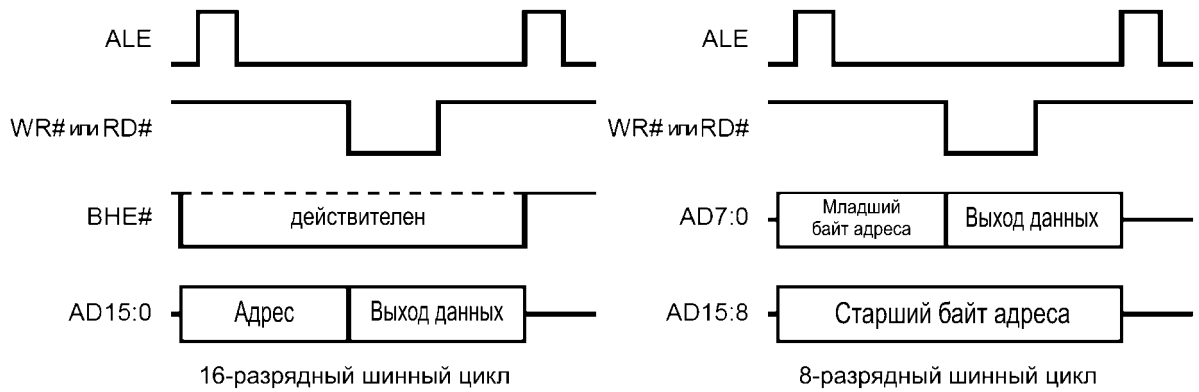 ALE
WR# или RD#
BHE#
действителен
AD15:0
Адрес
Выход данных
16-разрядный шинный цикл
ALE
WR# или RD#
AD7:0
Младший
байт адреса
Выход данных
AD15:8
Старший байт адреса
8-разрядный шинный цикл